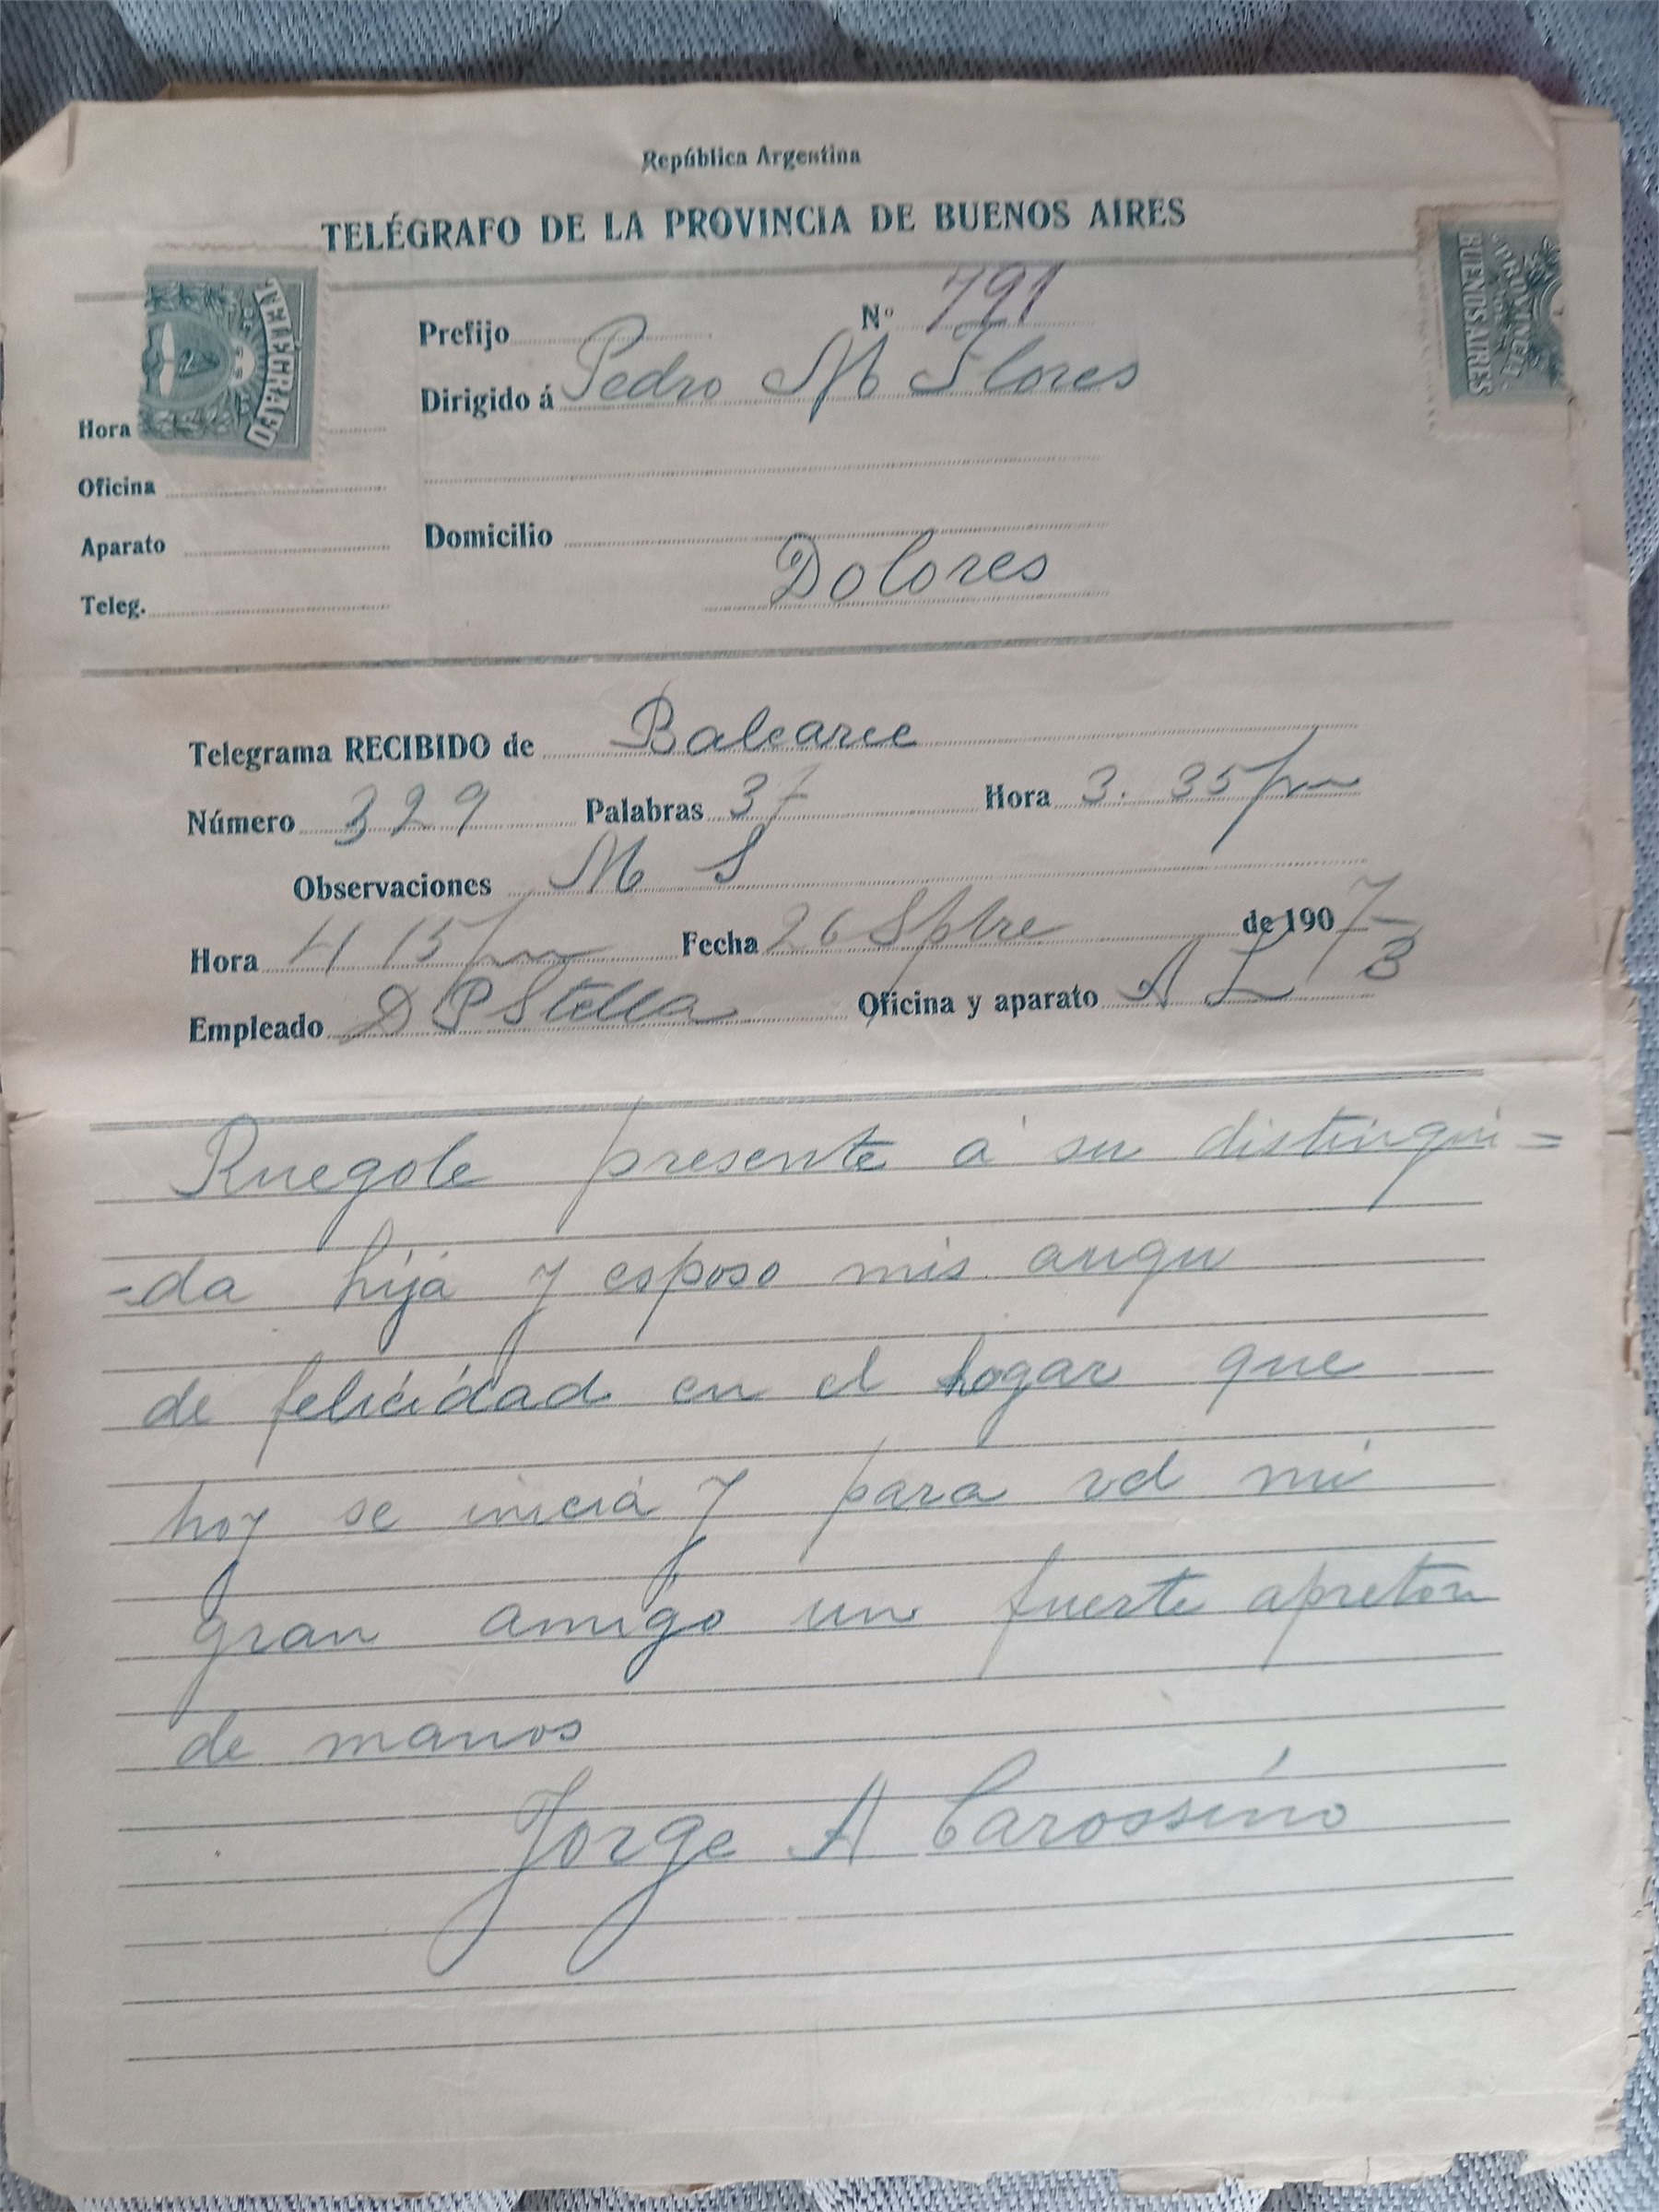 República Argentina
TELÉGRAFO DE LA PROVINCIA DE BUENOS AIRES
TELÉGRAFO
DE
PROVINCIA
DE
BUENOS AIRES
Prefijo Nº 791
Dirigido á Pedro M Flores
Hora
Oficina
Aparato
Teleg.
Domicilio
Dolores
Telegrama RECIBIDO de Balcarce
Número 329 Palabras 37 Hora 3. 35 pm
Observaciones M S
Hora 4 15 pm Fecha 26 Spbre de 1907
Empleado D P Stella Oficina y aparato A L B
Ruegole presente á su distingui=
=da hija y esposo mis augu
de felicidad en el hogar que
hoy se inicia y para vd mi
gran amigo un fuerte apreton
de manos
Jorge A Carossino